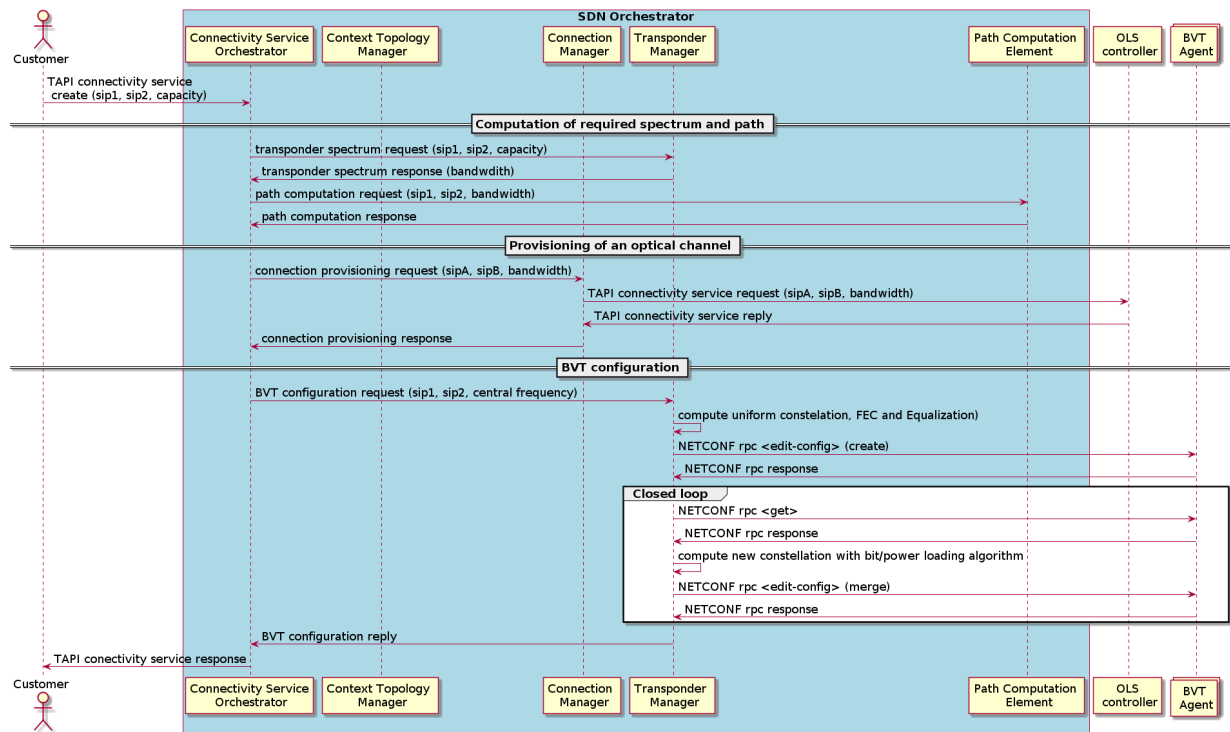 SDN Orchestrator
Customer
Connectivity Service
Orchestrator
Context Topology
Manager
Connection
Manager
Transponder
Manager
Path Computation
Element
OLS
controller
BVT
Agent
TAPI connectivity service
create (sip1, sip2, capacity)
Computation of required spectrum and path
transponder spectrum request (sip1, sip2, capacity)
transponder spectrum response (bandwdith)
path computation request (sip1, sip2, bandwidth)
path computation response
Provisioning of an optical channel
connection provisioning request (sipA, sipB, bandwidth)
TAPI connectivity service request (sipA, sipB, bandwidth)
TAPI connectivity service reply
connection provisioning response
BVT configuration
BVT configuration request (sip1, sip2, central frequency)
compute uniform constelation, FEC and Equalization)
NETCONF rpc <edit-config> (create)
NETCONF rpc response
Closed loop
NETCONF rpc <get>
NETCONF rpc response
compute new constellation with bit/power loading algorithm
NETCONF rpc <edit-config> (merge)
NETCONF rpc response
BVT configuration reply
TAPI conectivity service response
Customer
Connectivity Service
Orchestrator
Context Topology
Manager
Connection
Manager
Transponder
Manager
Path Computation
Element
OLS
controller
BVT
Agent